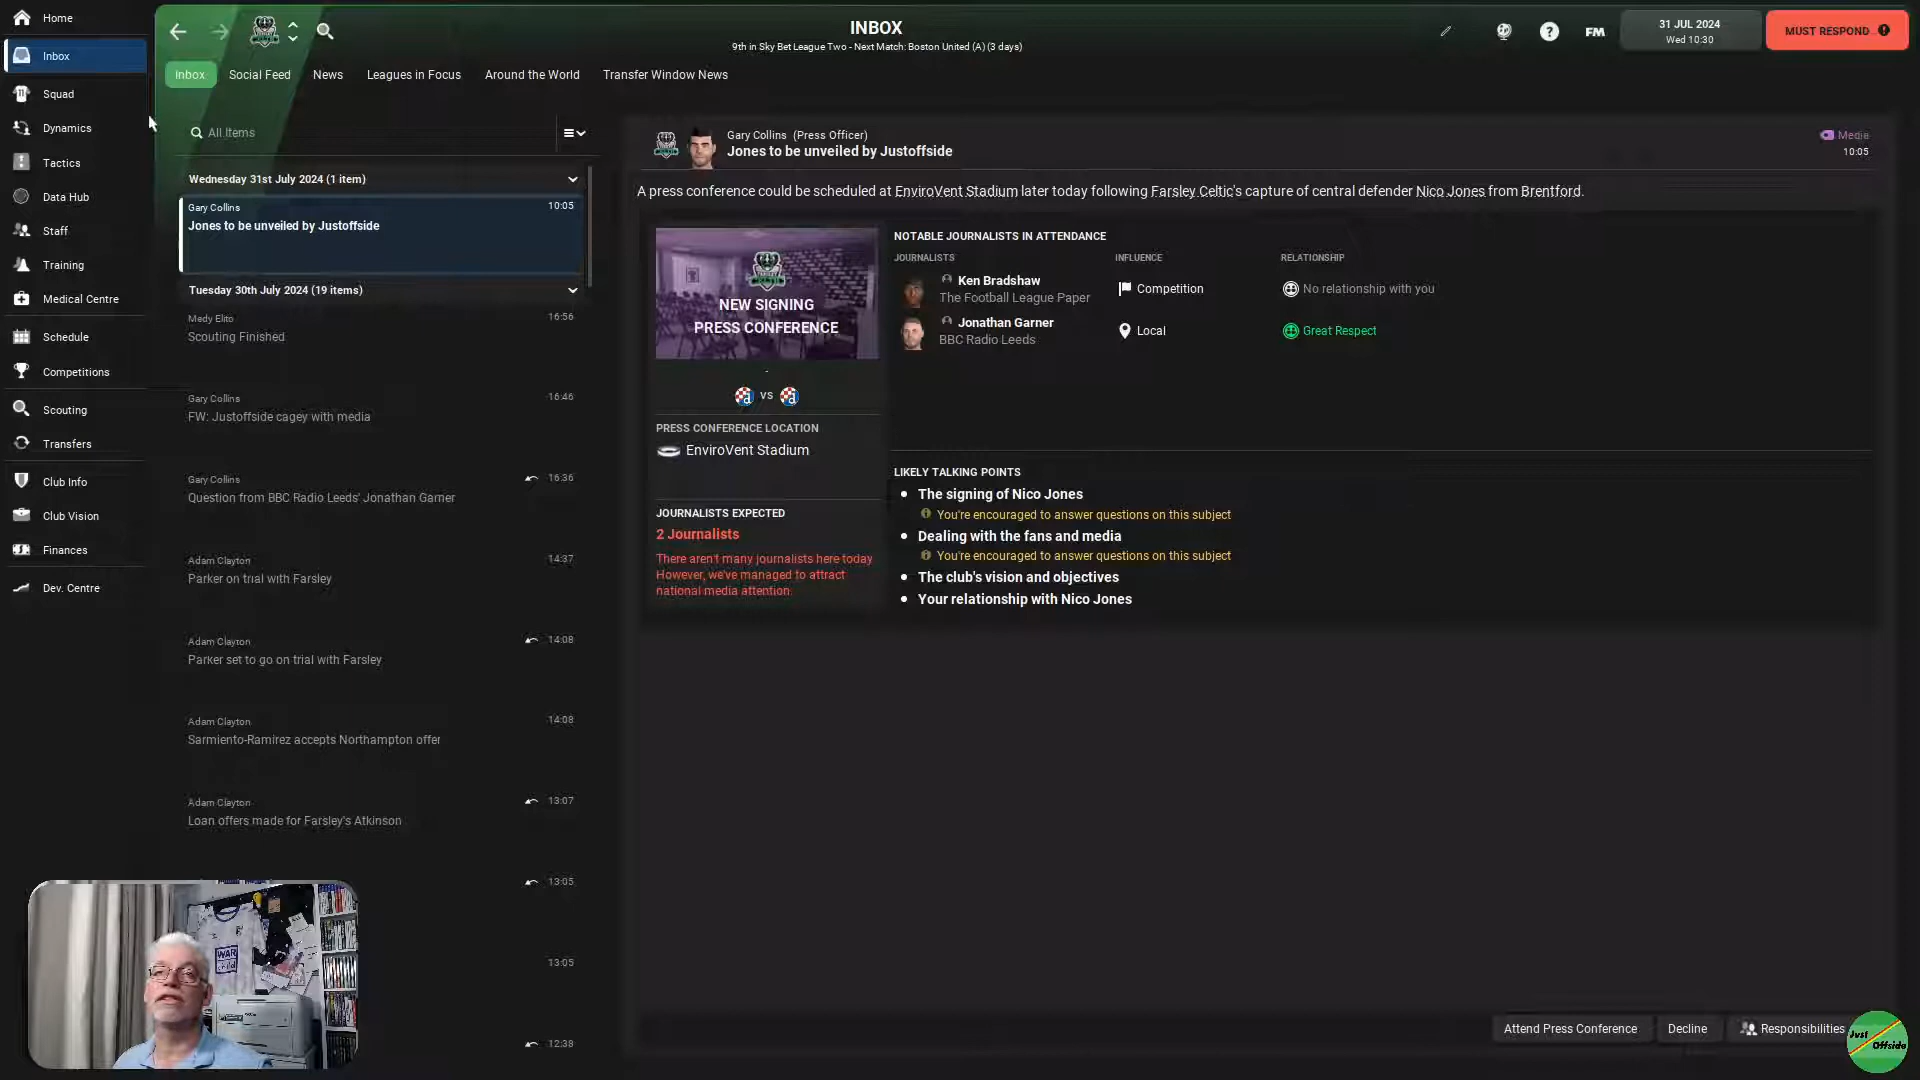 Home
Inbox
Squad
Dynamics
Tactics
Data Hub
Staff
Training
Medical Centre
Schedule
Competitions
Scouting
Transfers
Club Info
Club Vision
Finances
Dev. Centre
INBOX
9th in Sky Bet League Two - Next Match: Boston United (A) (3 days)
FM
31 JUL 2024
Wed 10:30
MUST RESPOND
Inbox
Social Feed
News
Leagues in Focus
Around the World
Transfer Window News
All Items
Wednesday 31st July 2024 (1 item)
Gary Collins
10:05
Jones to be unveiled by Justoffside
Tuesday 30th July 2024 (19 items)
Medy Elito
16:56
Scouting Finished
Gary Collins
16:46
FW: Justoffside cagey with media
Gary Collins
16:36
Question from BBC Radio Leeds' Jonathan Garner
Adam Clayton
14:37
Parker on trial with Farsley
Adam Clayton
14:08
Parker set to go on trial with Farsley
Adam Clayton
14:08
Sarmiento-Ramirez accepts Northampton offer
Adam Clayton
13:07
Loan offers made for Farsley's Atkinson
13:05
13:05
12:38
Gary Collins (Press Officer)
Jones to be unveiled by Justoffside
Media
10:05
A press conference could be scheduled at EnviroVent Stadium later today following Farsley Celtic's capture of central defender Nico Jones from Brentford.
NEW SIGNING
PRESS CONFERENCE
-
VS
PRESS CONFERENCE LOCATION
EnviroVent Stadium
JOURNALISTS EXPECTED
2 Journalists
There aren't many journalists here today
However, we've managed to attract
national media attention.
NOTABLE JOURNALISTS IN ATTENDANCE
JOURNALISTS
INFLUENCE
RELATIONSHIP
Ken Bradshaw
The Football League Paper
Competition
No relationship with you
Jonathan Garner
BBC Radio Leeds
Local
Great Respect
LIKELY TALKING POINTS
The signing of Nico Jones
You're encouraged to answer questions on this subject
Dealing with the fans and media
You're encouraged to answer questions on this subject
The club's vision and objectives
Your relationship with Nico Jones
Attend Press Conference
Decline
Responsibilities
Just
Offside
WAR